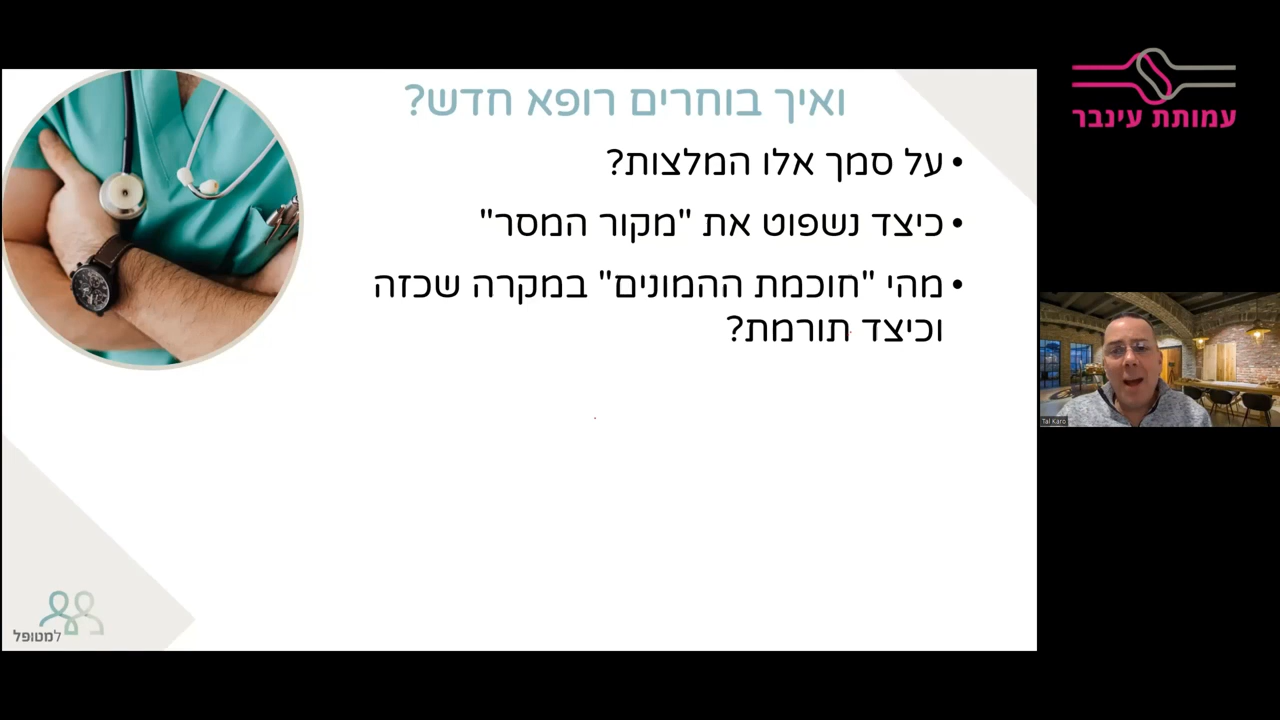 ואיך בוחרים רופא חדש?
• על סמך אלו המלצות?
• כיצד נשפוט את "מקור המסר"
• מהי "חוכמת ההמונים" במקרה שכזה
וכיצד תורמת?
למטופל
עמותת עינבר
Tal Karo